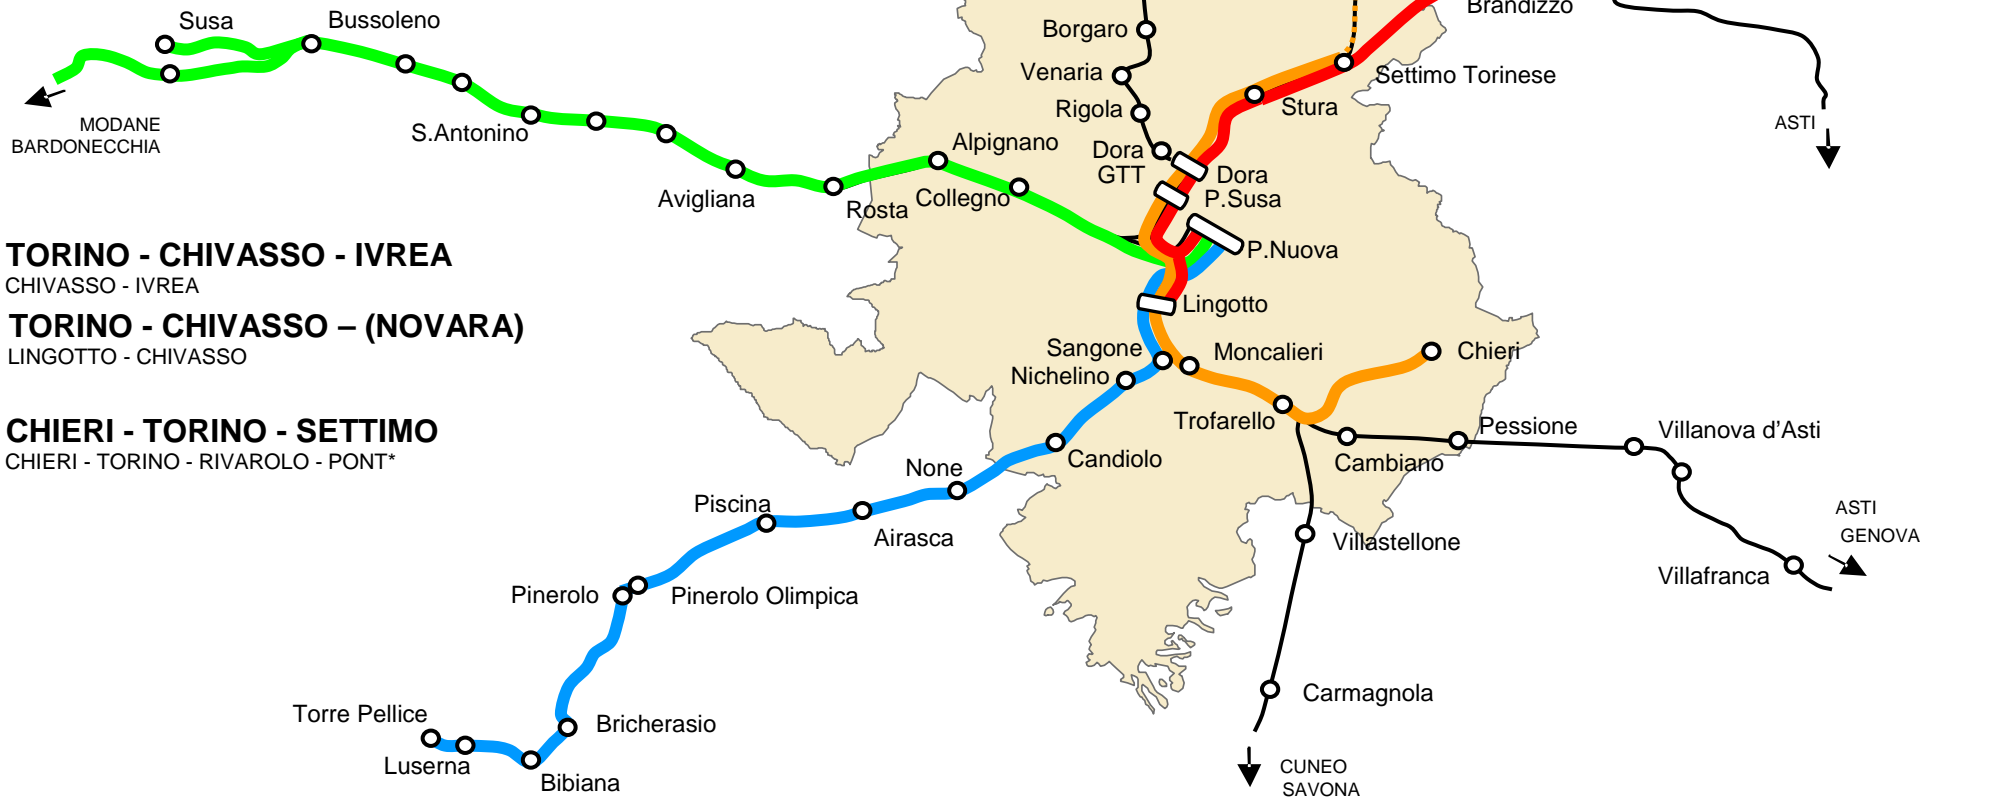 Brandizzo
Susa
Bussoleno
Borgaro
Venaria
Settimo Torinese
Rigola
Stura
MODANE
BARDONECCHIA
S.Antonino
ASTI
Alpignano
Dora
GTT
Dora
P.Susa
Avigliana
Rosta
Collegno
P.Nuova
TORINO - CHIVASSO - IVREA
CHIVASSO - IVREA
Lingotto
TORINO - CHIVASSO – (NOVARA)
LINGOTTO - CHIVASSO
Sangone
Moncalieri
Chieri
Nichelino
Trofarello
Pessione
Villanova d'Asti
CHIERI - TORINO - SETTIMO
CHIERI - TORINO - RIVAROLO - PONT*
Candiolo
Cambiano
None
Piscina
ASTI
GENOVA
Airasca
Villastellone
Villafranca
Pinerolo
Pinerolo Olimpica
Carmagnola
Torre Pellice
Bricherasio
Luserna
Bibiana
CUNEO
SAVONA